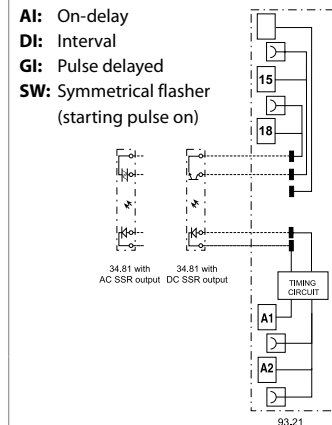 AI: On-delay
DI: Interval
GI: Pulse delayed
SW: Symmetrical flasher
(starting pulse on)
15
18
34.81 with
AC SSR output
34.81 with
DC SSR output
TIMING
CIRCUIT
A1
A2
93-21